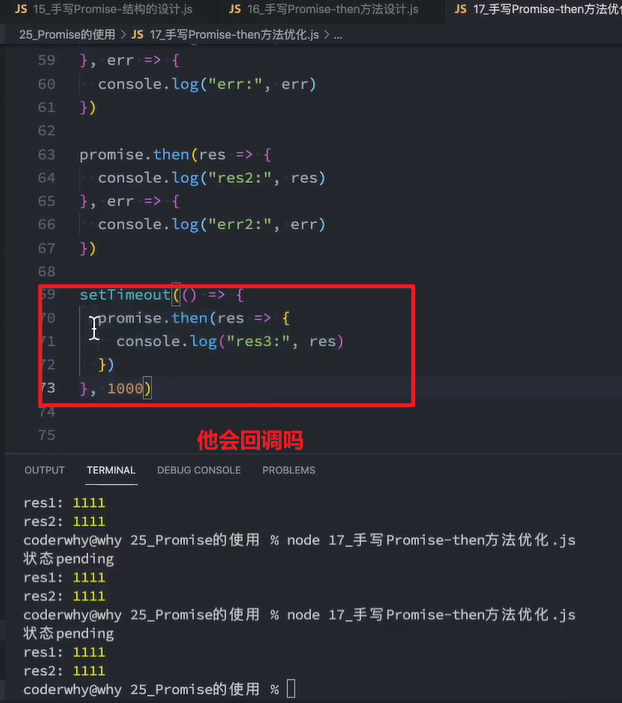 JS 15_手写Promise-结构的设计.js JS 16_手写Promise-then方法设计.js JS 17_手写Promise-then方法优
25_Promise的使用 > JS 17_手写Promise-then方法优化.js > ...
59 }, err => {
60 console.log("err:", err)
61 })
62
63 promise.then(res => {
64 console.log("res2:", res)
65 }, err => {
66 console.log("err2:", err)
67 })
68
69 setTimeout(() => {
70 promise.then(res => {
71 console.log("res3:", res)
72 })
73 }, 1000)
74
他会回调吗
75
OUTPUT TERMINAL DEBUG CONSOLE PROBLEMS
res1: 1111
res2: 1111
coderwhy@why 25_Promise的使用 % node 17_手写Promise-then方法优化.js
状态pending
res1: 1111
res2: 1111
coderwhy@why 25_Promise的使用 % node 17_手写Promise-then方法优化.js
状态pending
res1: 1111
res2: 1111
coderwhy@why 25_Promise的使用 %